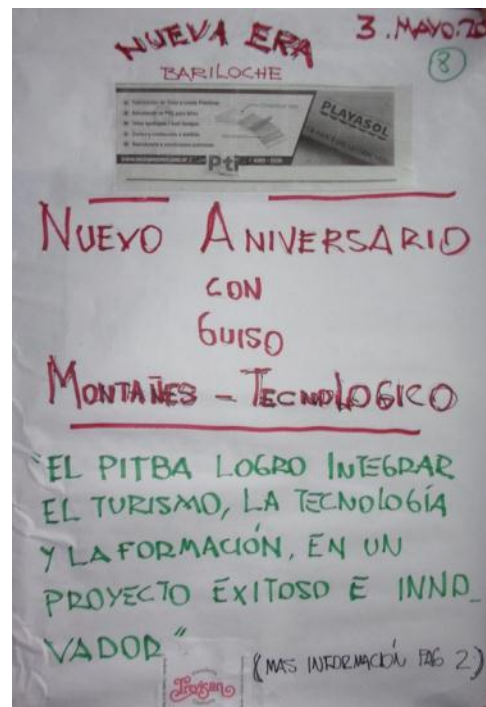 NUEVA ERA
3. MAYO.20
BARILOCHE
8
PLAYASOL
Pti
NUEVO ANIVERSARIO
CON
GUISO
MONTAÑES - TECNOLOGICO
"EL PITBA LOGRO INTEGRAR
EL TURISMO, LA TECNOLOGÍA
Y LA FORMACIÓN, EN UN
PROYECTO EXITOSO E INNO_
VADOR"
(MAS INFORMACIÓN PAG 2)
Trevisan